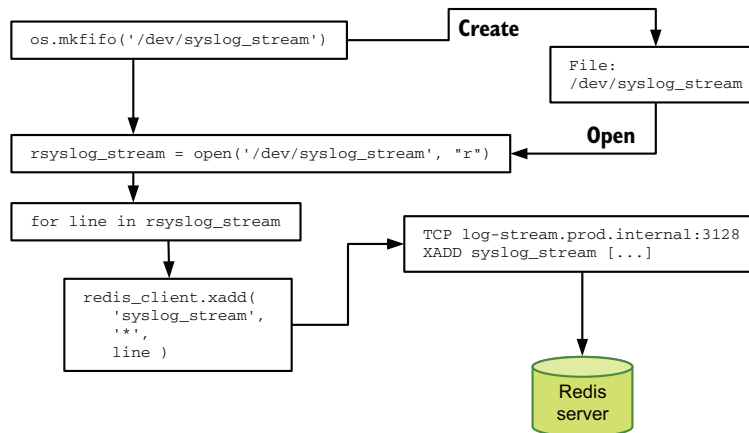 os.mkfifo('/dev/syslog_stream')
Create
File:
/dev/syslog_stream
Open
rsyslog_stream = open('/dev/syslog_stream', "r")
for line in rsyslog_stream
TCP log-stream.prod.internal:3128
XADD syslog_stream [...]
redis_client.xadd(
'syslog_stream',
'*',
line )
Redis
server